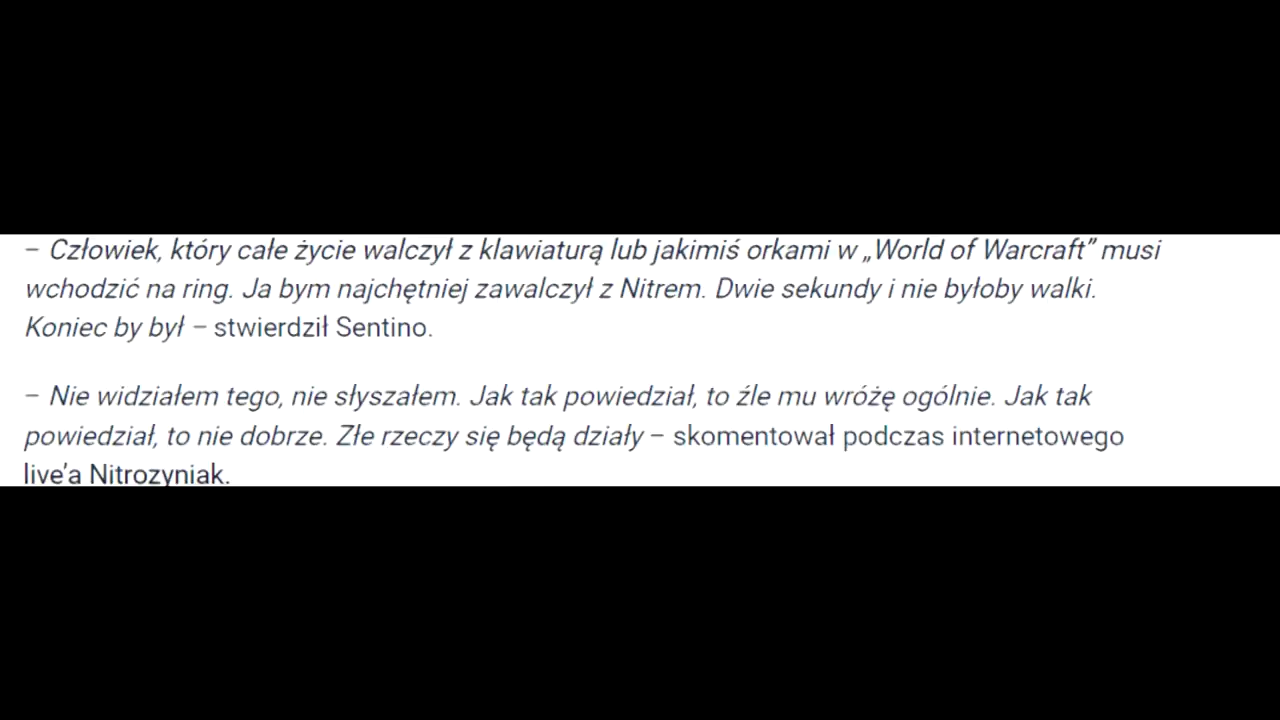 – Człowiek, który całe życie walczył z klawiaturą lub jakimiś orkami w „World of Warcraft” musi
wchodzić na ring. Ja bym najchętniej zawalczył z Nitrem. Dwie sekundy i nie byłoby walki.
Koniec by był – stwierdził Sentino.
– Nie widziałem tego, nie słyszałem. Jak tak powiedział, to źle mu wróżę ogólnie. Jak tak
powiedział, to nie dobrze. Złe rzeczy się będą działy – skomentował podczas internetowego
live’a Nitrozyniak.